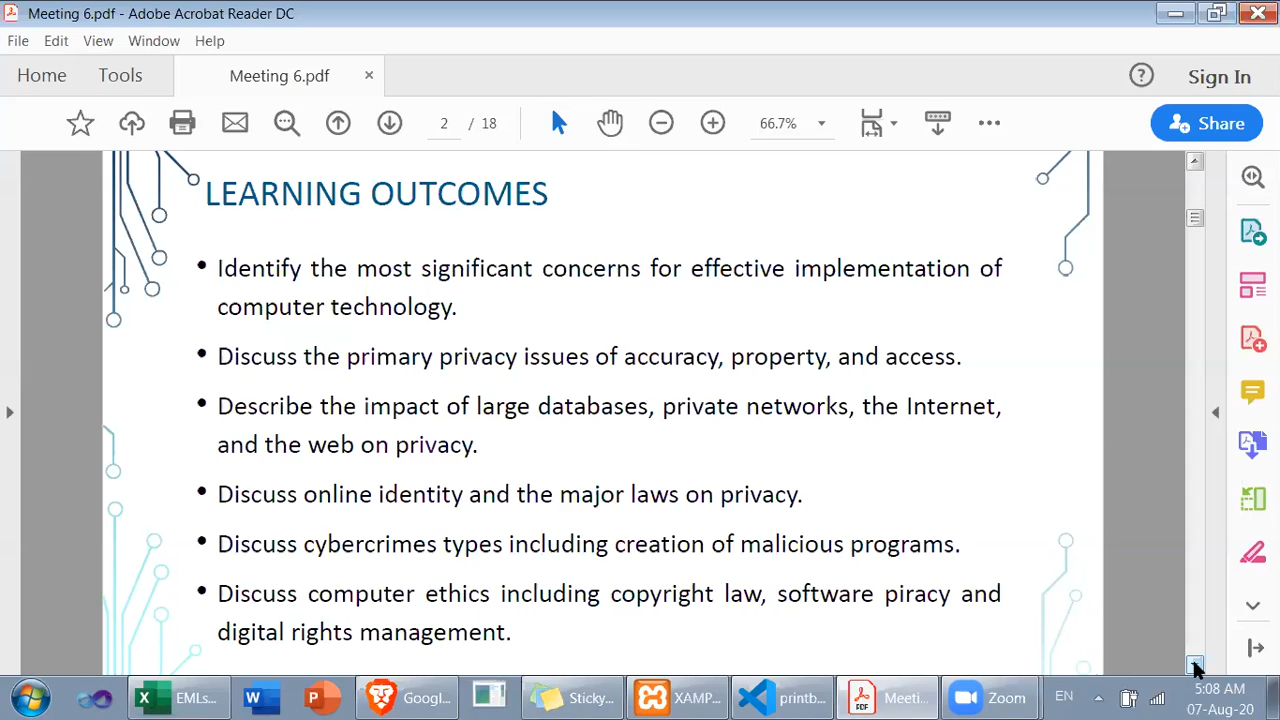 Meeting 6.pdf - Adobe Acrobat Reader DC
File Edit View Window Help
Home Tools Meeting 6.pdf × Sign In
2 / 18 66.7% Share
LEARNING OUTCOMES
• Identify the most significant concerns for effective implementation of
computer technology.
• Discuss the primary privacy issues of accuracy, property, and access.
• Describe the impact of large databases, private networks, the Internet,
and the web on privacy.
• Discuss online identity and the major laws on privacy.
• Discuss cybercrimes types including creation of malicious programs.
• Discuss computer ethics including copyright law, software piracy and
digital rights management.
EMLs... Googl... Sticky... XAMP... printb... Meeti... Zoom EN 5:08 AM
07-Aug-20